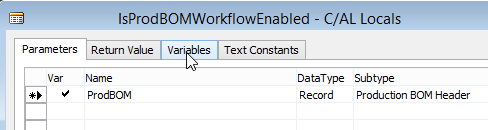 IsProdBOMWorkflowEnabled - C/AL Locals
Parameters Return Value Variables Text Constants
Var Name DataType Subtype
ProdBOM Record Production BOM Header